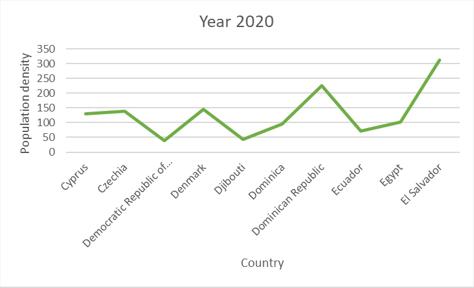 Year 2020
Population density
350
300
250
200
150
100
50
0
Cyprus
Czechia
Democratic Republic of...
Denmark
Djibouti
Dominica
Dominican Republic
Ecuador
Egypt
El Salvador
Country